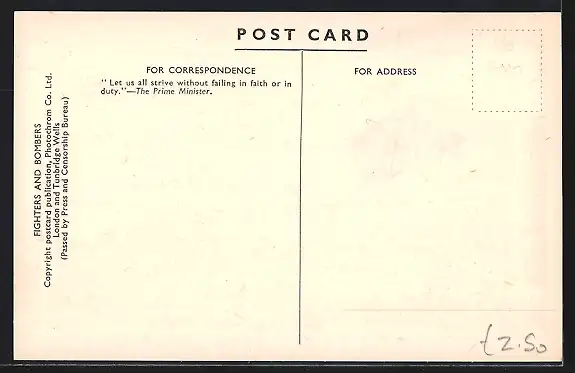 POST CARD
FOR CORRESPONDENCE
" Let us all strive without failing in faith or in
duty."—The Prime Minister.
FOR ADDRESS
FIGHTERS AND BOMBERS
Copyright postcard publication, Photochrom Co. Ltd.
London and Tunbridge Wells
(Passed by Press and Censorship Bureau)
£2.50